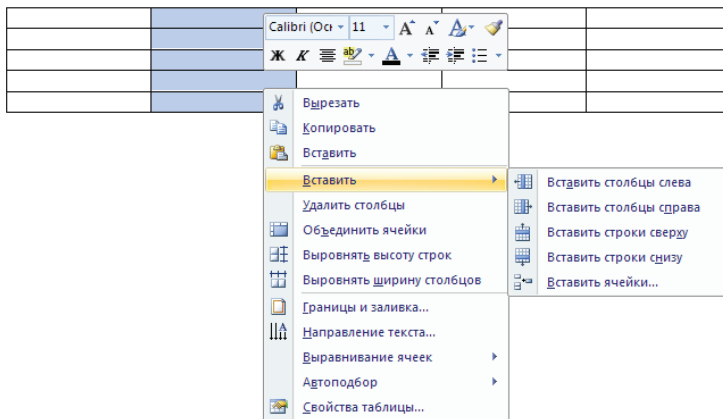 Calibri (Осн 11
Ж К
Вырезать
Копировать
Вставить
Вставить
Удалить столбцы
Объединить ячейки
Выровнять высоту строк
Выровнять ширину столбцов
Границы и заливка...
Направление текста...
Выравнивание ячеек
Автоподбор
Свойства таблицы...
Вставить столбцы слева
Вставить столбцы справа
Вставить строки сверху
Вставить строки снизу
Вставить ячейки...